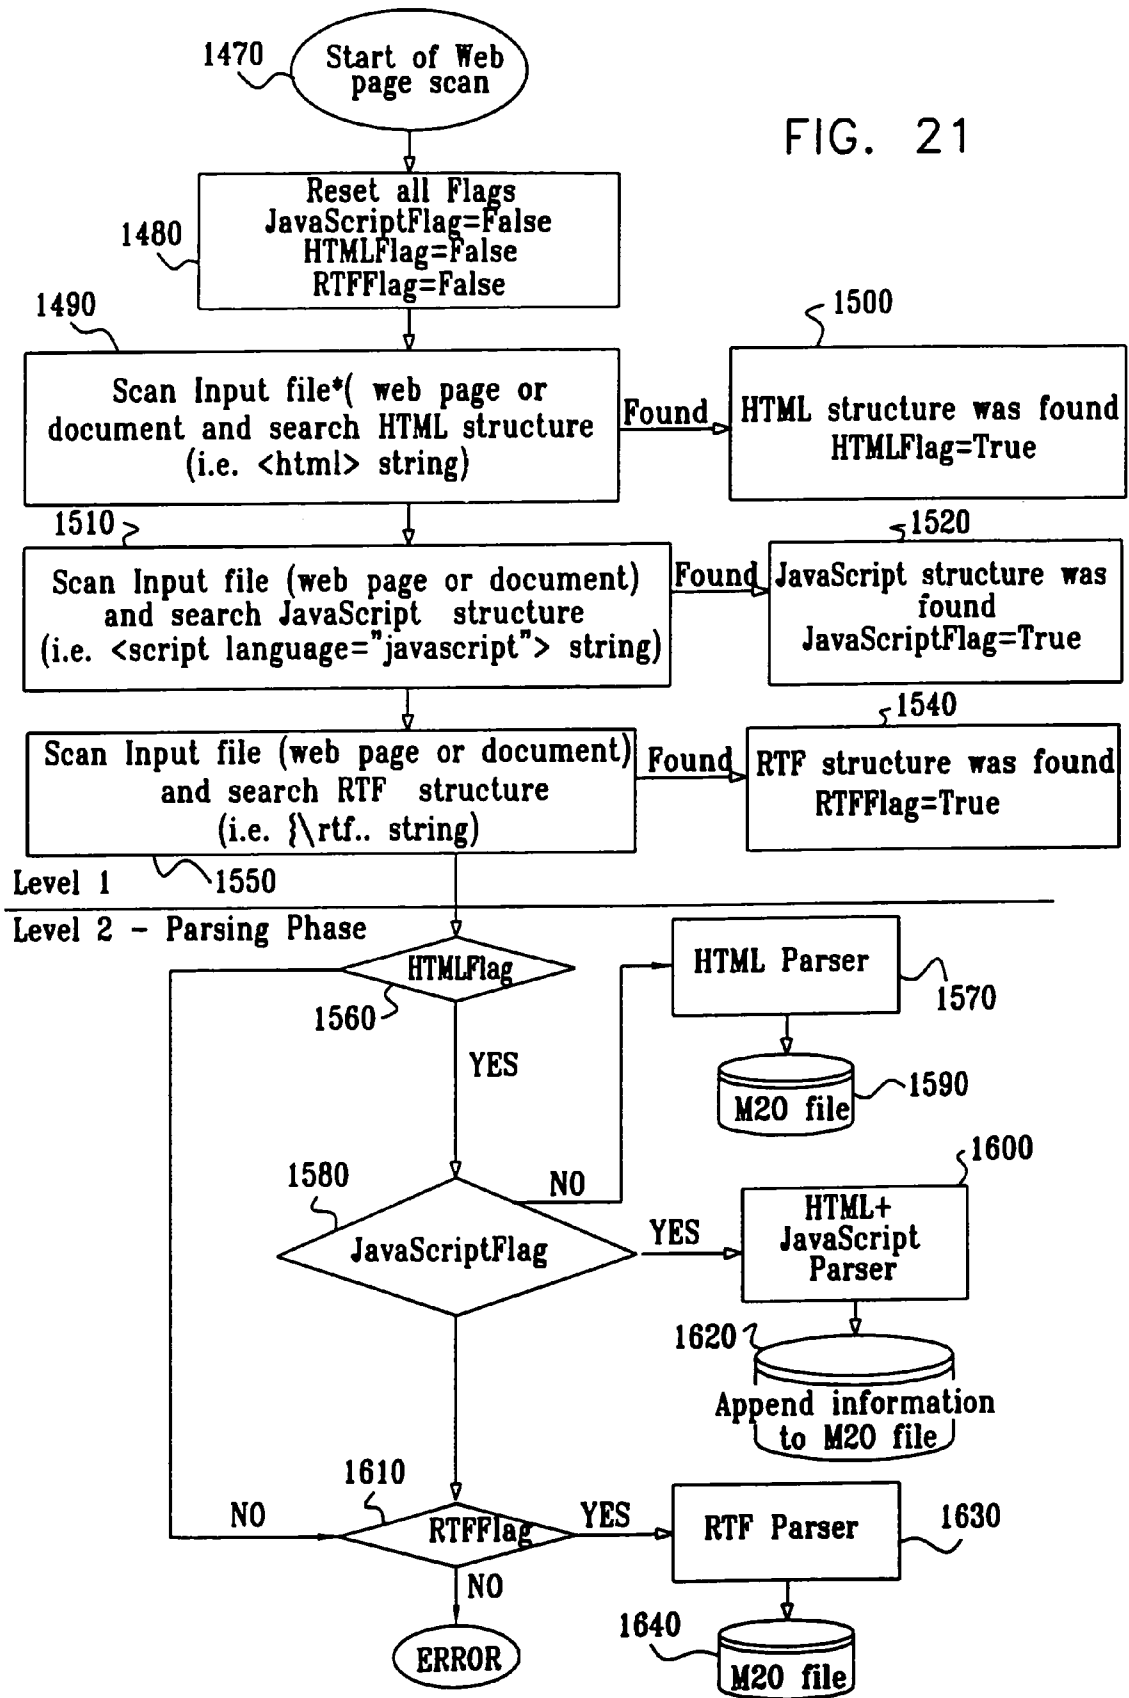 1470
Start of Web
page scan
FIG. 21
Reset all Flags
JavaScriptFlag=False
HTMLFlag=False
RTFFlag=False
1480
1490
Scan Input file*( web page or
document and search HTML structure
(i.e. <html> string)
Found
1500
HTML structure was found
HTMLFlag=True
1510
Scan Input file (web page or document)
and search JavaScript structure
(i.e. <script language="javascript"> string)
Found
1520
JavaScript structure was
found
JavaScriptFlag=True
Scan Input file (web page or document)
and search RTF structure
(i.e. {\rtf.. string)
Found
1540
RTF structure was found
RTFFlag=True
1550
Level 1
Level 2 - Parsing Phase
HTMLFlag
1560
YES
HTML Parser
1570
M20 file
1590
1580
JavaScriptFlag
NO
YES
1600
HTML+
JavaScript
Parser
1620
Append information
to M20 file
1610
NO
RTFFlag
YES
RTF Parser
1630
NO
ERROR
1640
M20 file